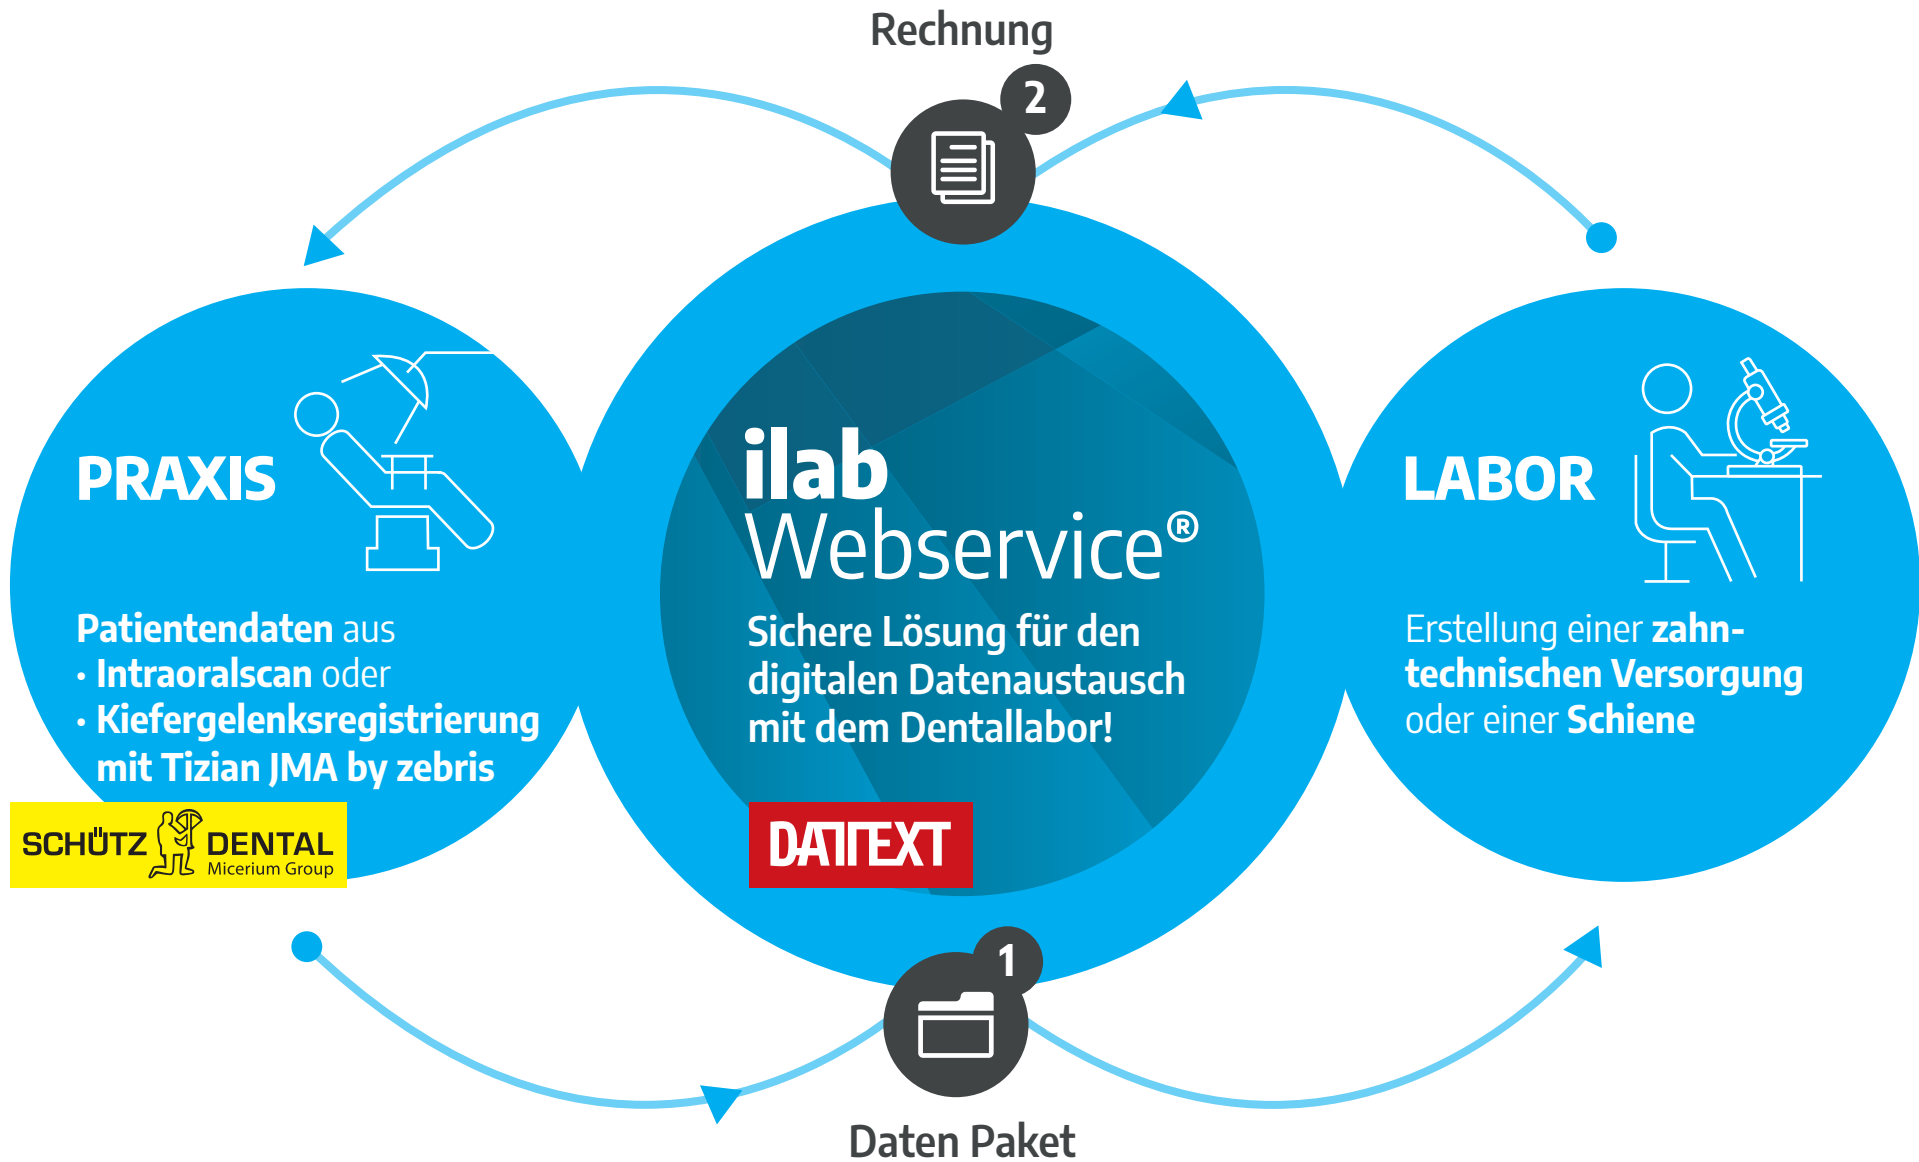 Rechnung
2
PRAXIS
Patientendaten aus
· Intraoralscan oder
· Kiefergelenksregistrierung
mit Tizian JMA by zebris
SCHÜTZ DENTAL
Micerium Group
ilab
Webservice®
Sichere Lösung für den
digitalen Datenaustausch
mit dem Dentallabor!
DATEXT
LABOR
Erstellung einer zahn-
technischen Versorgung
oder einer Schiene
1
Daten Paket